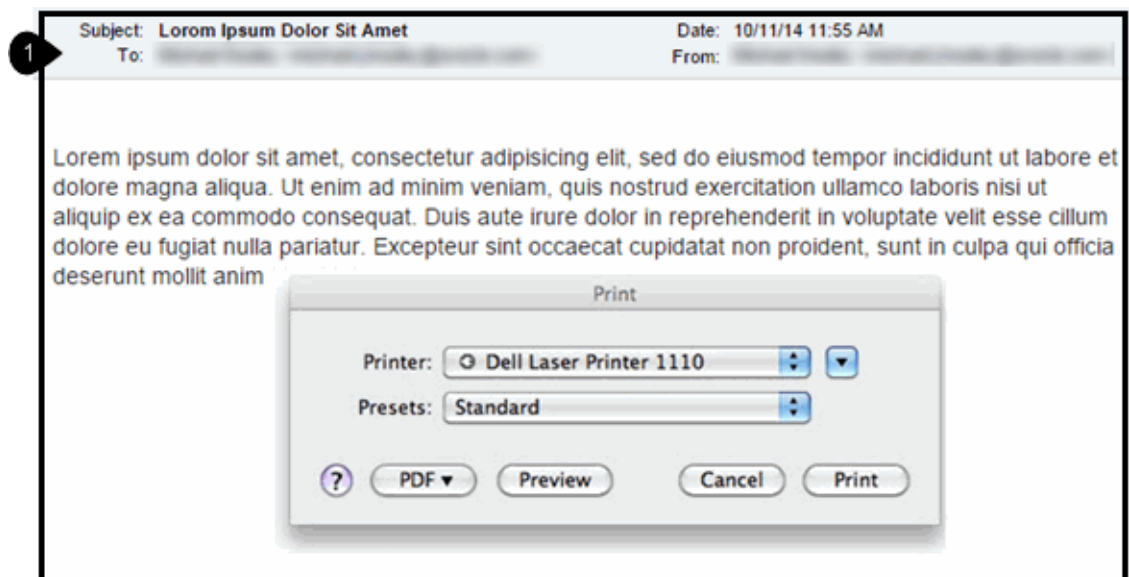 Subject: Lorom Ipsum Dolor Sit Amet Date: 10/11/14 11:55 AM
1 To: From:
Lorem ipsum dolor sit amet, consectetur adipisicing elit, sed do eiusmod tempor incididunt ut labore et
dolore magna aliqua. Ut enim ad minim veniam, quis nostrud exercitation ullamco laboris nisi ut
aliquip ex ea commodo consequat. Duis aute irure dolor in reprehenderit in voluptate velit esse cillum
dolore eu fugiat nulla pariatur. Excepteur sint occaecat cupidatat non proident, sunt in culpa qui officia
deserunt mollit anim
Print
Printer: Dell Laser Printer 1110
Presets: Standard
? PDF Preview Cancel Print